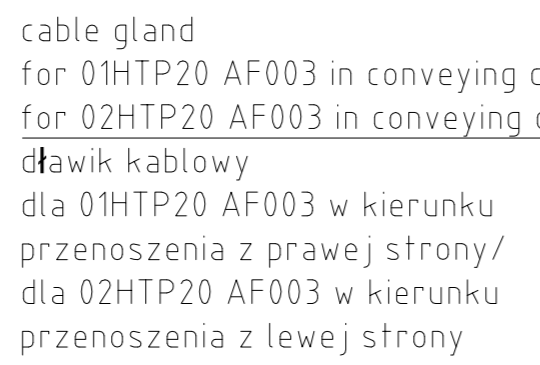 cable gland
for 01HTP20 AF003 in conveying
for 02HTP20 AF003 in conveying
dławik kablowy
dla 01HTP20 AF003 w kierunku
przenoszenia z prawej strony/
dla 02HTP20 AF003 w kierunku
przenoszenia z lewej strony